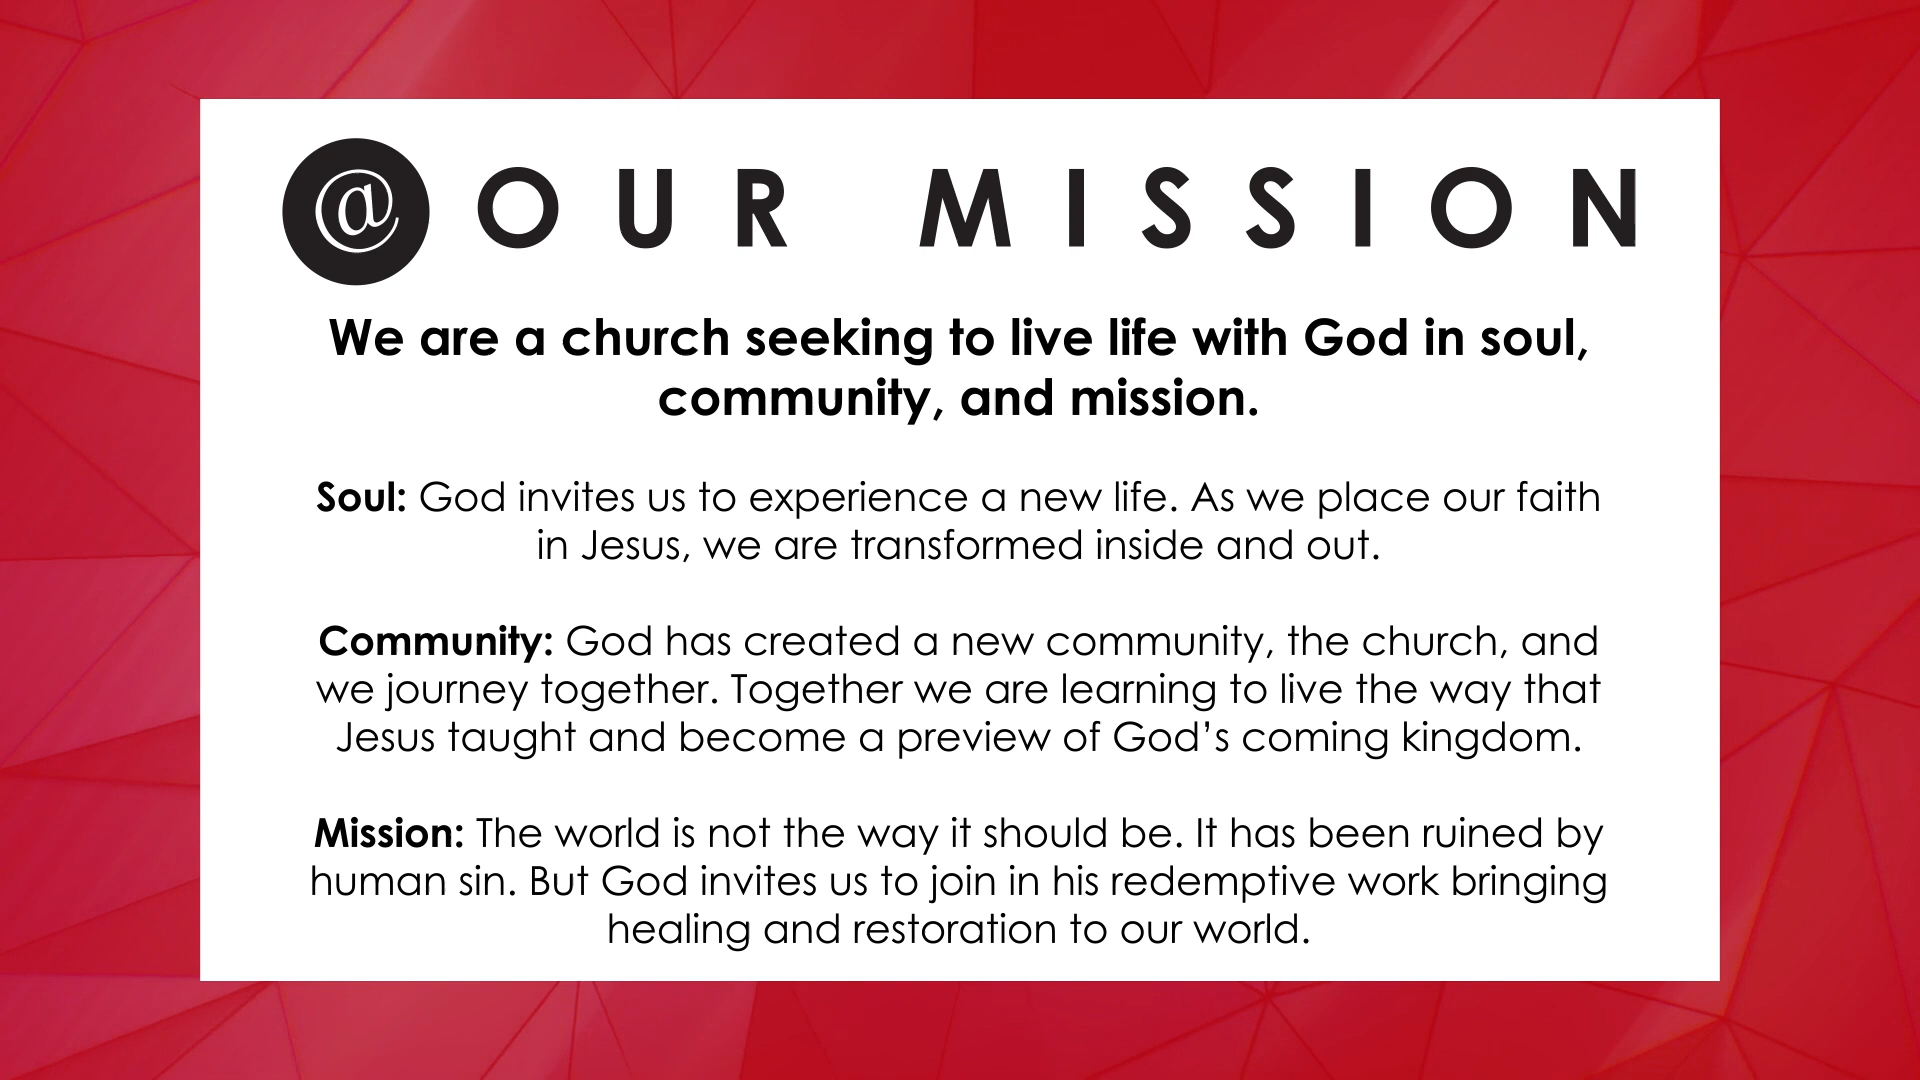 @ OUR MISSION
We are a church seeking to live life with God in soul,
community, and mission.
Soul: God invites us to experience a new life. As we place our faith
in Jesus, we are transformed inside and out.
Community: God has created a new community, the church, and
we journey together. Together we are learning to live the way that
Jesus taught and become a preview of God’s coming kingdom.
Mission: The world is not the way it should be. It has been ruined by
human sin. But God invites us to join in his redemptive work bringing
healing and restoration to our world.